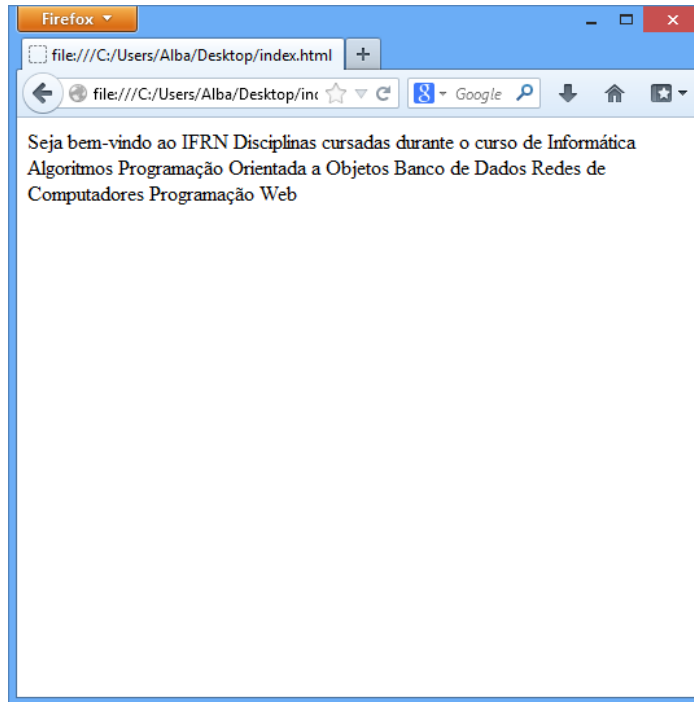 Firefox
file:///C:/Users/Alba/Desktop/index.html
file:///C:/Users/Alba/Desktop/inc
Google
Seja bem-vindo ao IFRN Disciplinas cursadas durante o curso de Informática
Algoritmos Programação Orientada a Objetos Banco de Dados Redes de
Computadores Programação Web